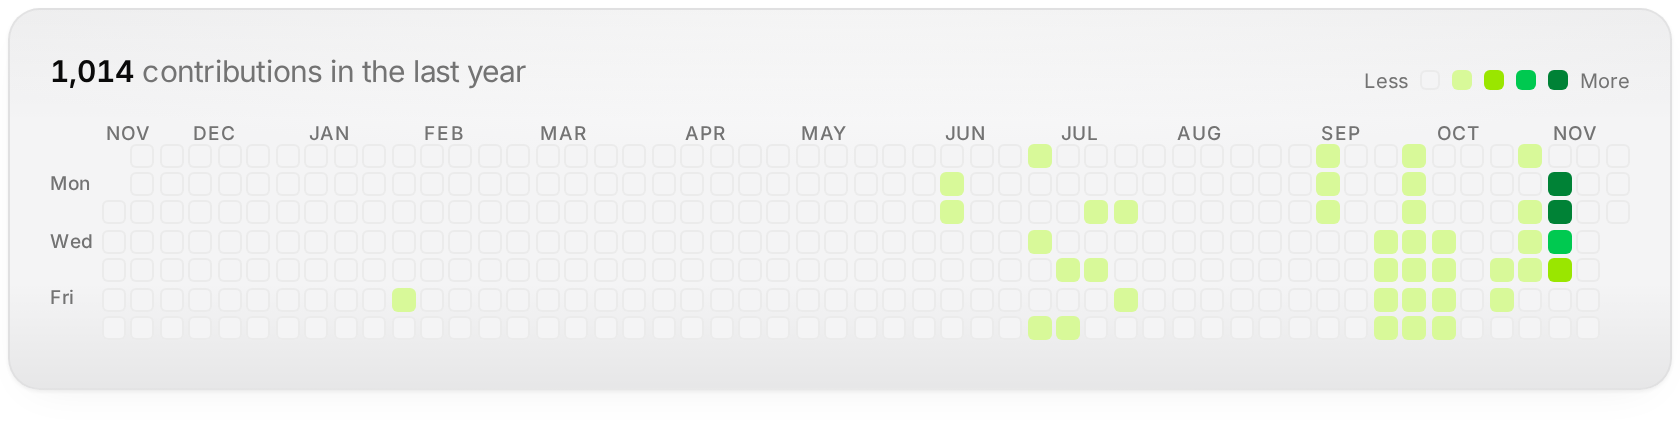 1,014 contributions in the last year
Less More
NOV DEC JAN FEB MAR APR MAY JUN JUL AUG SEP OCT NOV
Mon
Wed
Fri